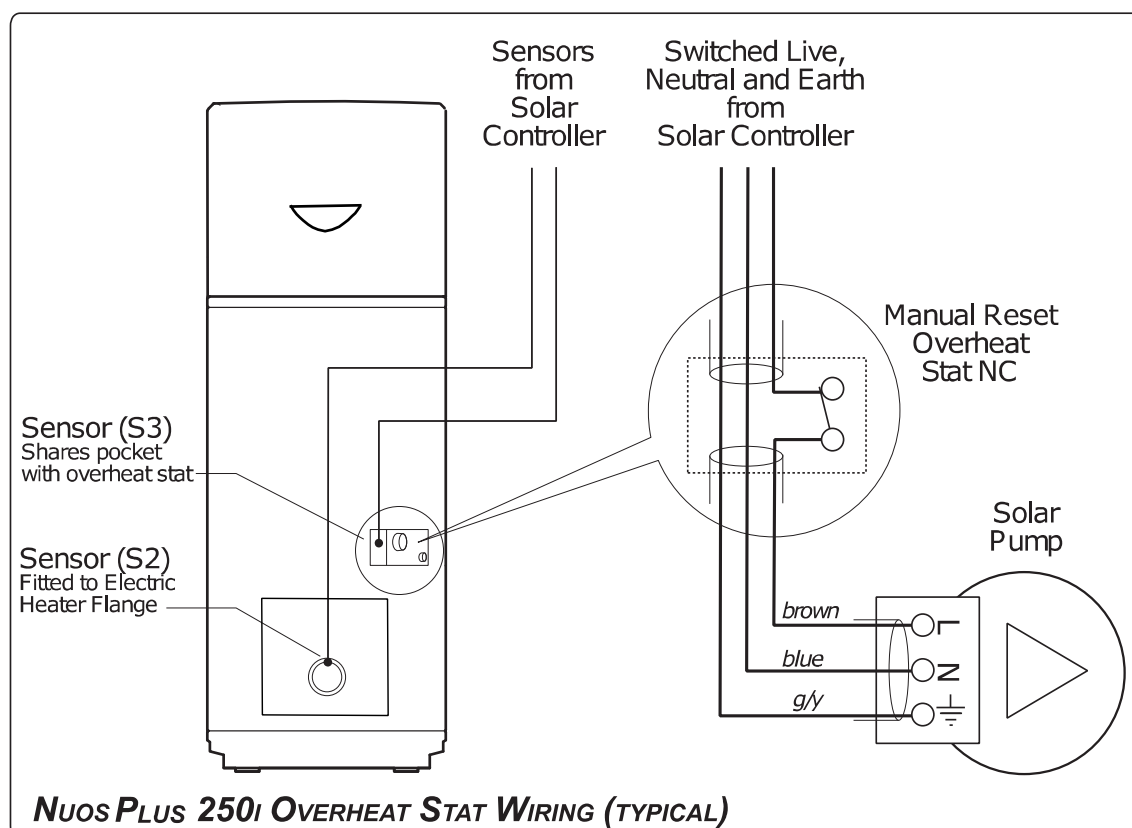 Sensors
from
Solar
Controller
Switched Live,
Neutral and Earth
from
Solar Controller
Manual Reset
Overheat
Stat NC
Sensor (S3)
Shares pocket
with overheat stat
Sensor (S2)
Fitted to Electric
Heater Flange
Solar
Pump
brown
L
blue
N
g/y
NUOS PLUS 250I OVERHEAT STAT WIRING (TYPICAL)